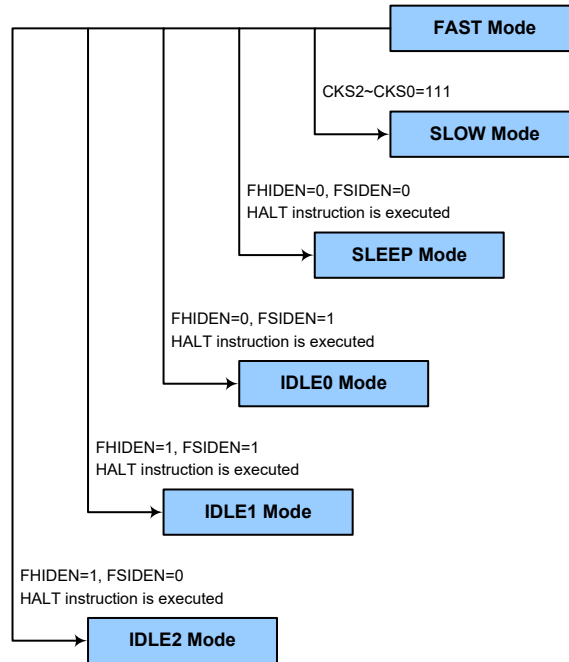 FAST Mode
CKS2~CKS0=111
SLOW Mode
FHIDEN=0, FSIDEN=0
HALT instruction is executed
SLEEP Mode
FHIDEN=0, FSIDEN=1
HALT instruction is executed
IDLE0 Mode
FHIDEN=1, FSIDEN=1
HALT instruction is executed
IDLE1 Mode
FHIDEN=1, FSIDEN=0
HALT instruction is executed
IDLE2 Mode